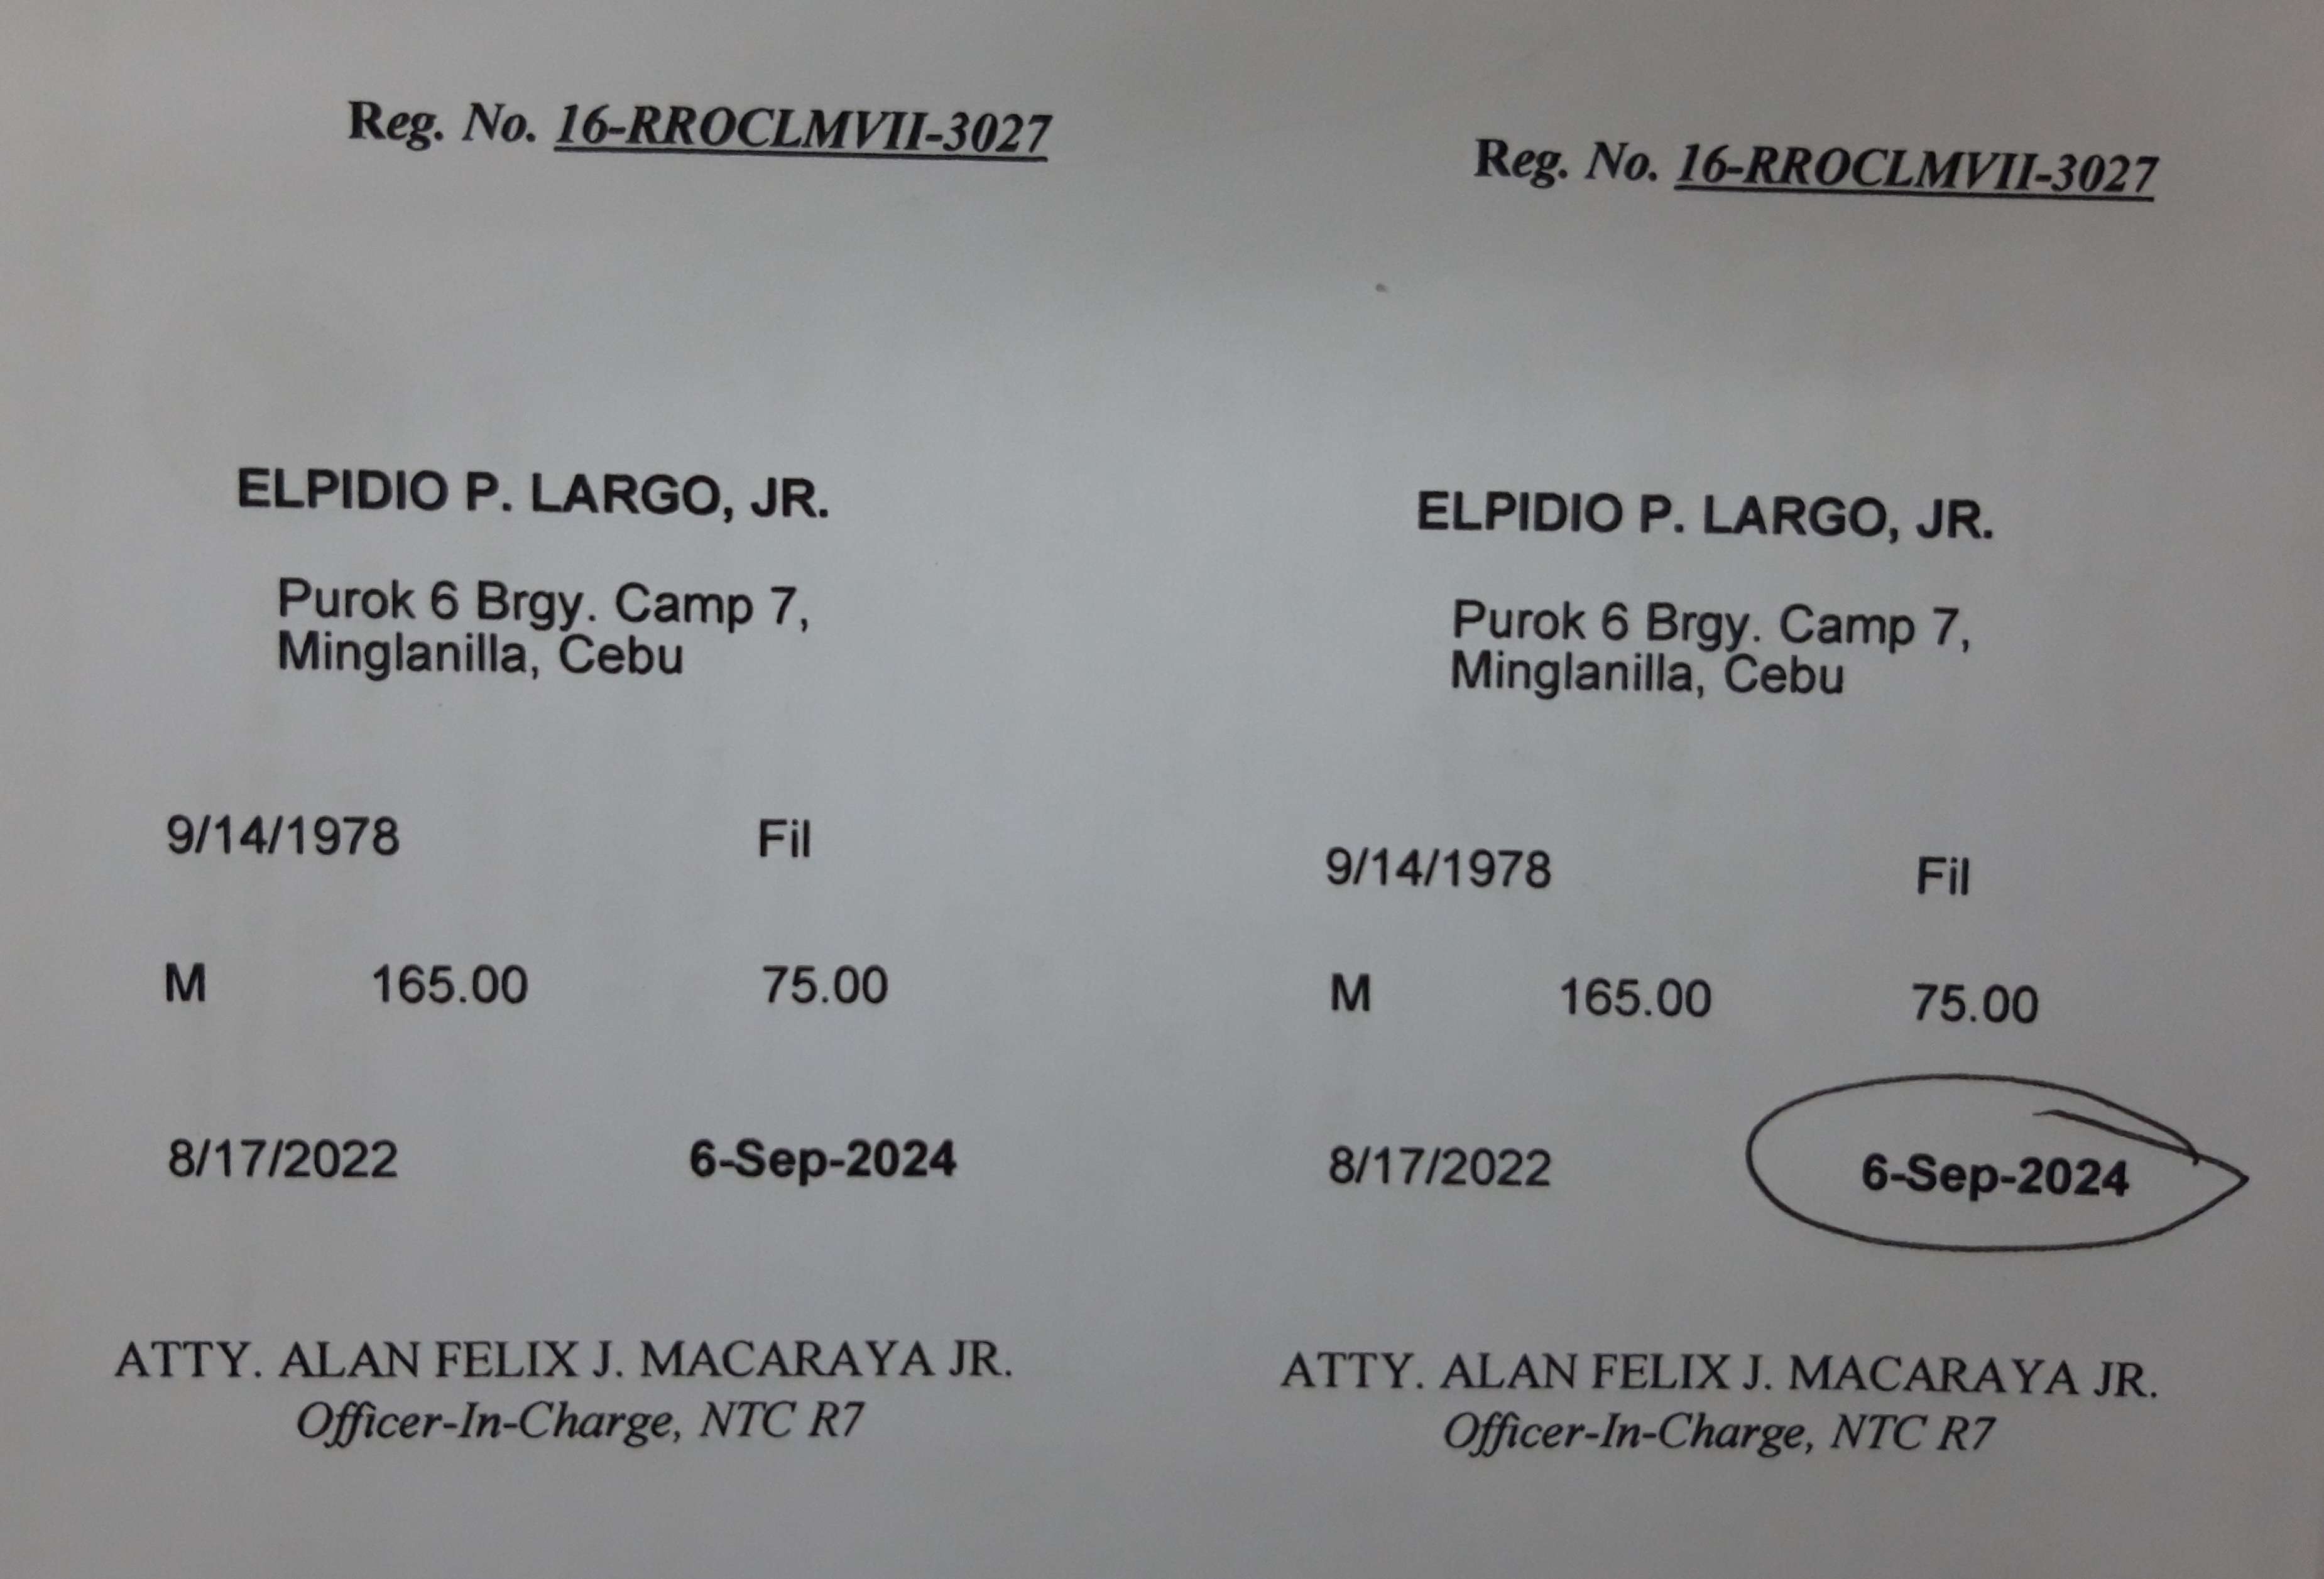 Reg. No. 16-RROCLMVII-3027
ELPIDIO P. LARGO, JR.
Purok 6 Brgy. Camp 7,
Minglanilla, Cebu
9/14/1978 Fil
M 165.00 75.00
8/17/2022 6-Sep-2024
ATTY. ALAN FELIX J. MACARAYA JR.
Officer-In-Charge, NTC R7
Reg. No. 16-RROCLMVII-3027
ELPIDIO P. LARGO, JR.
Purok 6 Brgy. Camp 7,
Minglanilla, Cebu
9/14/1978 Fil
M 165.00 75.00
8/17/2022 6-Sep-2024
ATTY. ALAN FELIX J. MACARAYA JR.
Officer-In-Charge, NTC R7